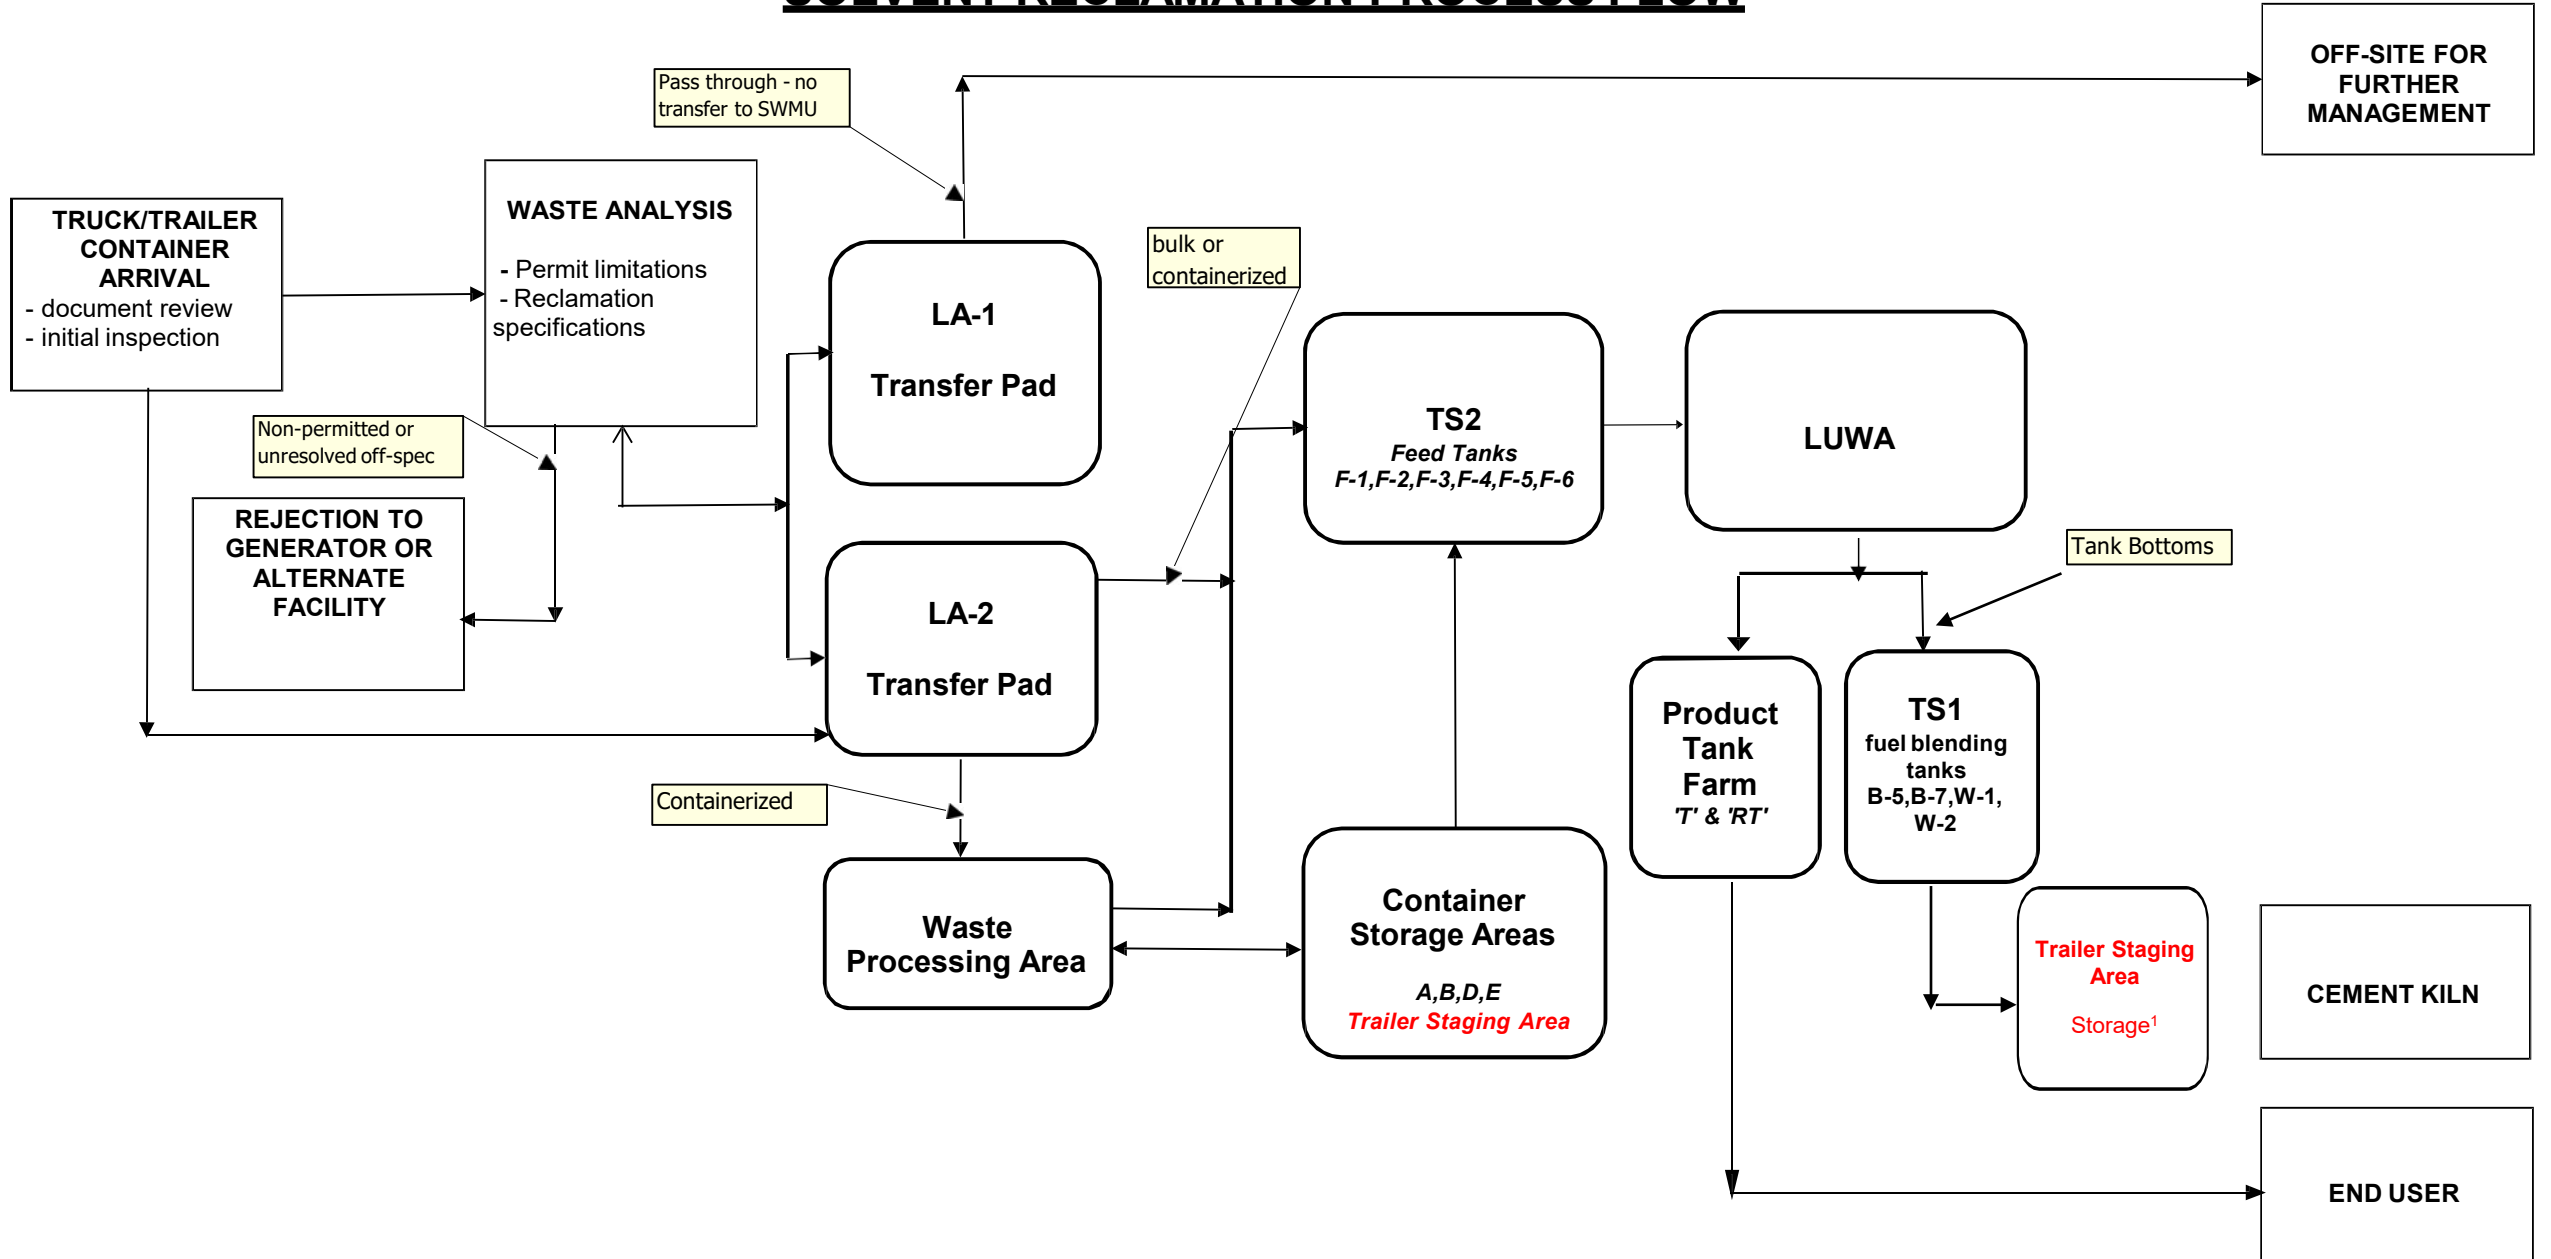 SOLVENT RECLAMATION PROCESS FLOW
OFF-SITE FOR
FURTHER
MANAGEMENT
Pass through - no
transfer to SWMU
TRUCK/TRAILER
CONTAINER
ARRIVAL
- document review
- initial inspection
WASTE ANALYSIS
- Permit limitations
- Reclamation
specifications
LA-1
Transfer Pad
bulk or
containerized
TS2
Feed Tanks
F-1,F-2,F-3,F-4,F-5,F-6
LUWA
Non-permitted or
unresolved off-spec
REJECTION TO
GENERATOR OR
ALTERNATE
FACILITY
LA-2
Transfer Pad
Tank Bottoms
Product
Tank
Farm
'T' & 'RT'
TS1
fuel blending
tanks
B-5,B-7,W-1,
W-2
Containerized
Waste
Processing Area
Container
Storage Areas
A,B,D,E
Trailer Staging Area
Trailer Staging
Area
Storage¹
CEMENT KILN
END USER